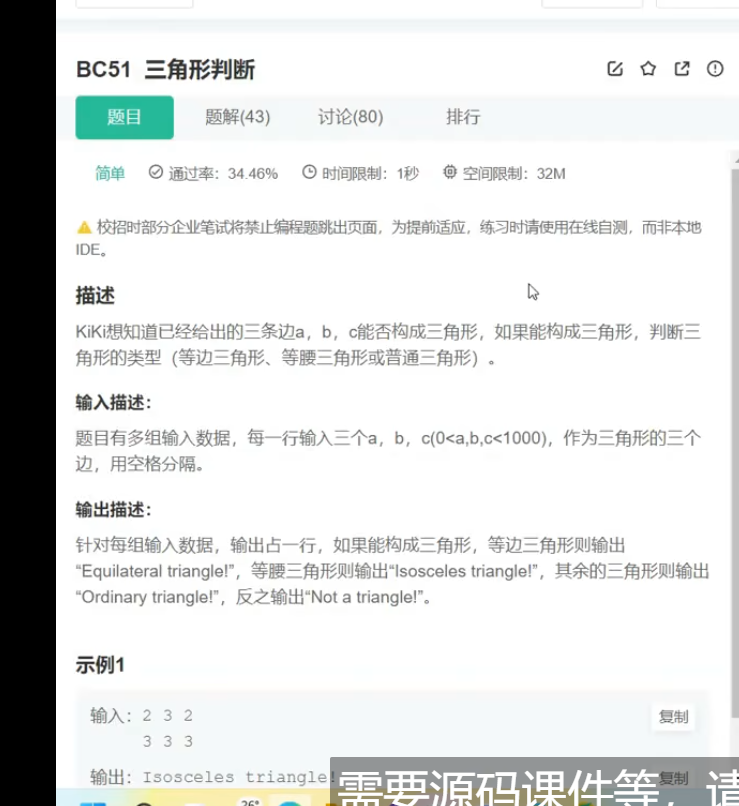 BC51 三角形判断
题目 题解(43) 讨论(80) 排行
简单 通过率：34.46% 时间限制：1秒 空间限制：32M
校招时部分企业笔试将禁止编程题跳出页面，为提前适应，练习时请使用在线自测，而非本地
IDE。
描述
KiKi想知道已经给出的三条边a，b，c能否构成三角形，如果能构成三角形，判断三
角形的类型（等边三角形、等腰三角形或普通三角形）。
输入描述：
题目有多组输入数据，每一行输入三个a，b，c(0<a,b,c<1000)，作为三角形的三个
边，用空格分隔。
输出描述：
针对每组输入数据，输出占一行，如果能构成三角形，等边三角形则输出
“Equilateral triangle!”，等腰三角形则输出“Isosceles triangle!”，其余的三角形则输出
“Ordinary triangle!”，反之输出“Not a triangle!”。
示例1
输入：2 3 2 复制
3 3 3
输出：Isosceles triangle! 复制
需要源码课件等 请
26°